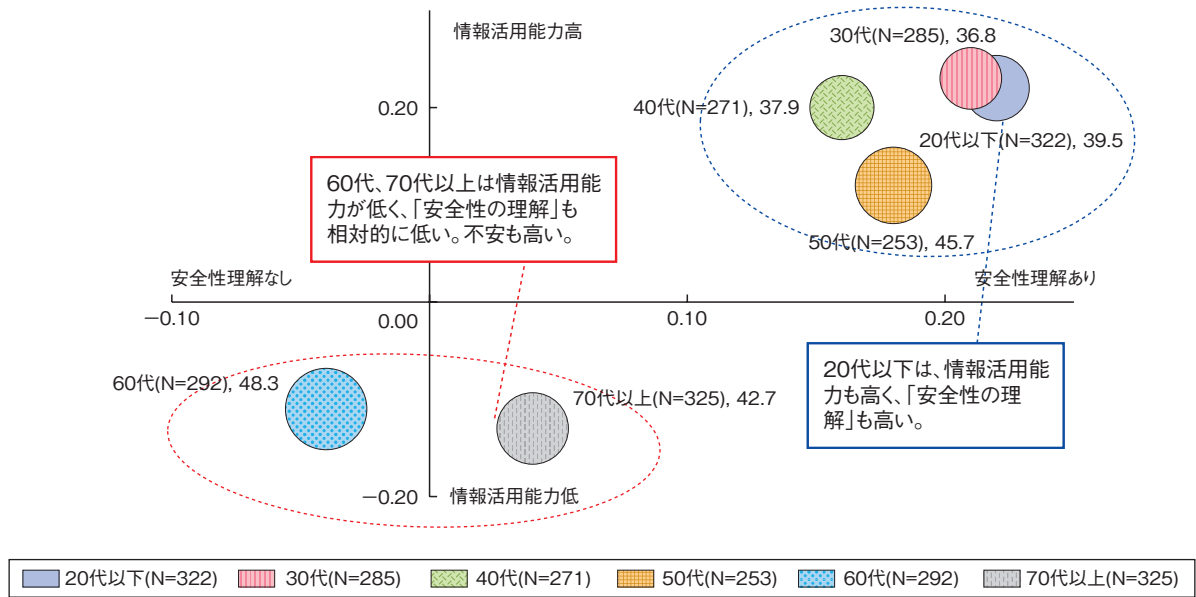 情報活用能力高
30代(N=285), 36.8
0.20
40代(N=271), 37.9
20代以下(N=322), 39.5
60代、70代以上は情報活用能
力が低く、「安全性の理解」も
相対的に低い。不安も高い。
50代(N=253), 45.7
安全性理解なし
安全性理解あり
−0.10
0.00
0.10
0.20
20代以下は、情報活用能
力も高く、「安全性の理
解」も高い。
60代(N=292), 48.3
70代以上(N=325), 42.7
−0.20
情報活用能力低
20代以下(N=322) 30代(N=285) 40代(N=271) 50代(N=253) 60代(N=292) 70代以上(N=325)